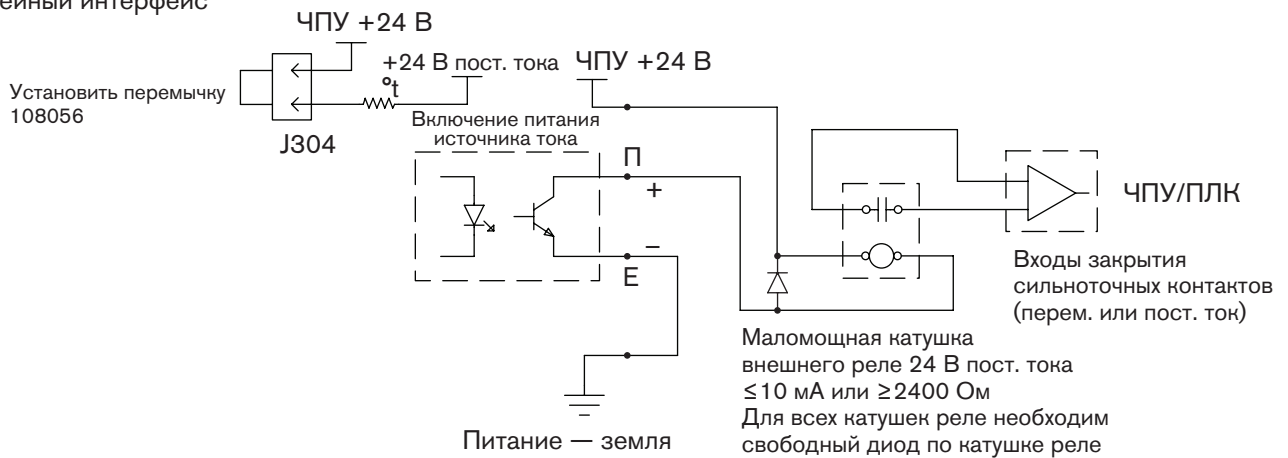 ЧПУ +24 В
+24 В пост. тока
ЧПУ +24 В
°t
Установить перемычку
108056
J304
Включение питания
источника тока
П
+
–
Е
ЧПУ/ПЛК
Входы закрытия
сильноточных контактов
(перем. или пост. ток)
Маломощная катушка
внешнего реле 24 В пост. тока
≤10 мА или ≥2400 Ом
Для всех катушек реле необходим
свободный диод по катушке реле
Питание — земля